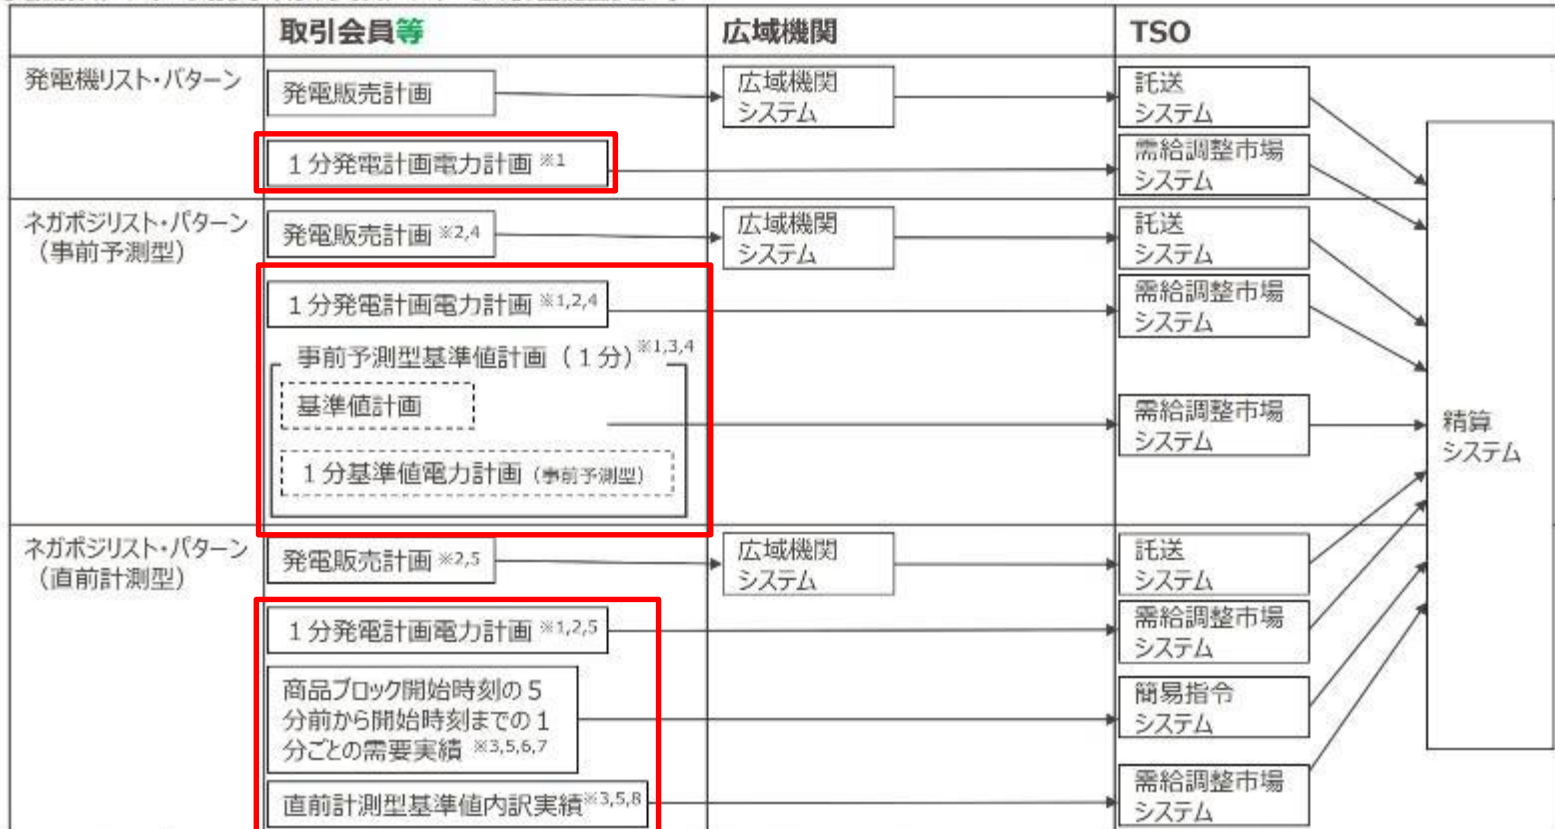 取引会員等
広域機関
TSO
発電機リスト・パターン
発電販売計画
広域機関
システム
託送
システム
1分発電計画電力計画 ※1
需給調整市場
システム
ネガポジリスト・パターン
（事前予測型）
発電販売計画 ※2,4
広域機関
システム
託送
システム
1分発電計画電力計画 ※1,2,4
需給調整市場
システム
事前予測型基準値計画（1分）※1,3,4
基準値計画
需給調整市場
システム
1分基準値電力計画（事前予測型）
精算
システム
ネガポジリスト・パターン
（直前計測型）
発電販売計画 ※2,5
広域機関
システム
託送
システム
1分発電計画電力計画 ※1,2,5
需給調整市場
システム
商品ブロック開始時刻の5
分前から開始時刻までの1
分ごとの需要実績 ※3,5,6,7
簡易指令
システム
直前計測型基準値内訳実績※3,5,8
需給調整市場
システム